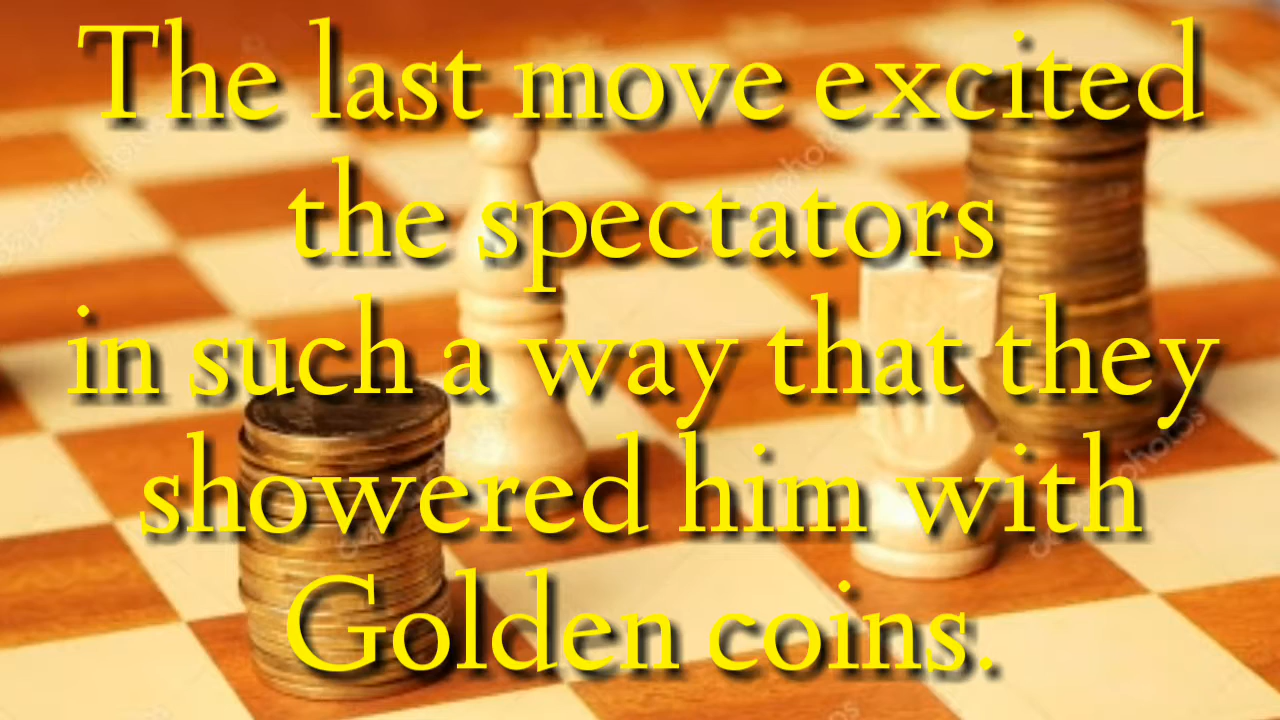 The last move excited
the spectators
in such a way that they
showered him with
Golden coins.